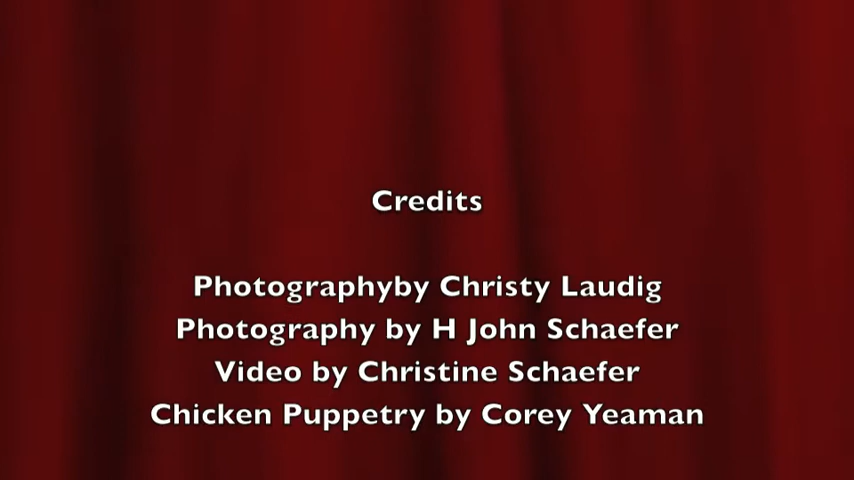 Credits
Photographyby Christy Laudig
Photography by H John Schaefer
Video by Christine Schaefer
Chicken Puppetry by Corey Yeaman